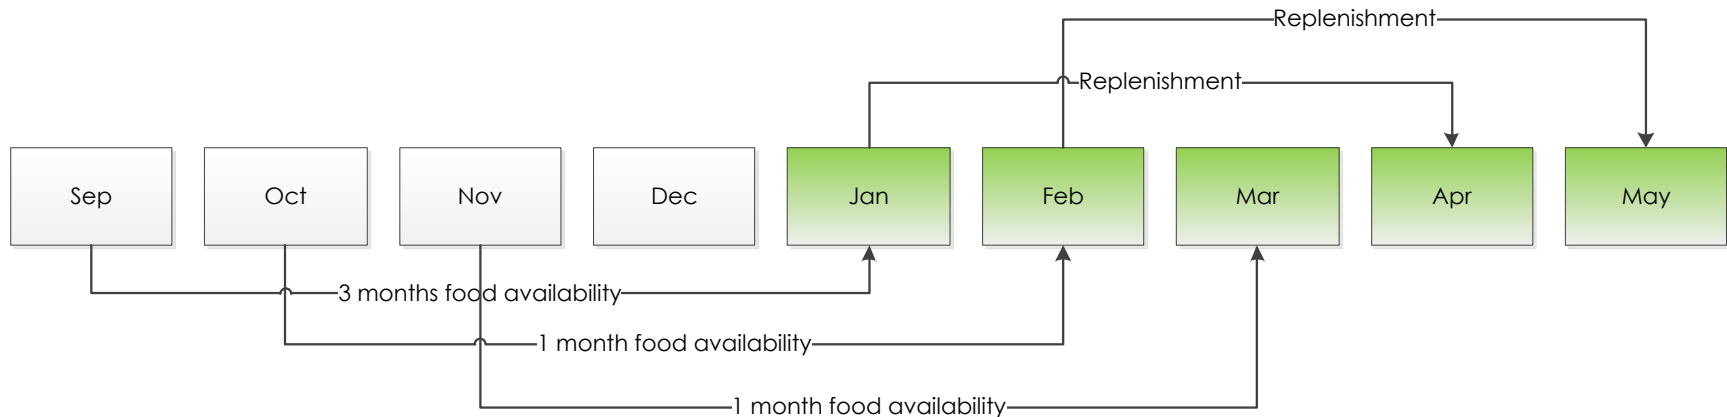 Replenishment
Replenishment
Sep Oct Nov Dec Jan Feb Mar Apr May
3 months food availability
1 month food availability
1 month food availability